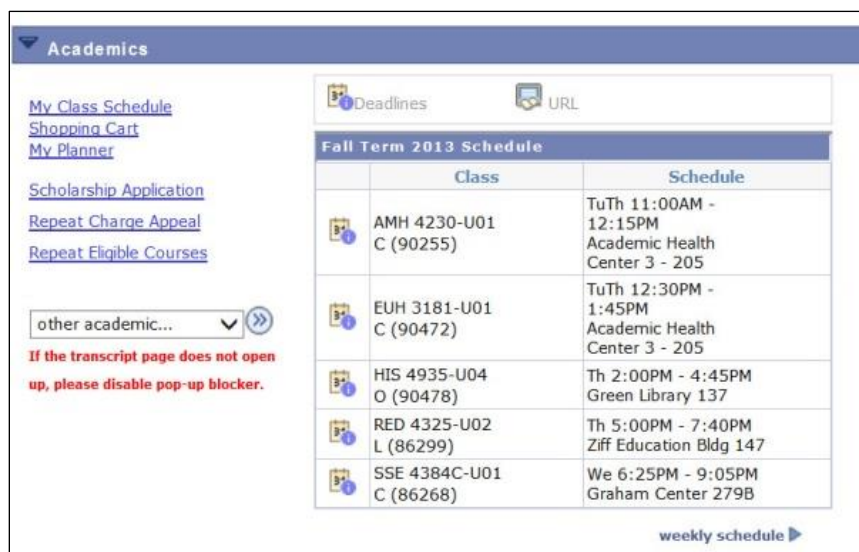 Academics
My Class Schedule
Shopping Cart
My Planner
Scholarship Application
Repeat Charge Appeal
Repeat Eligible Courses
other academic...
If the transcript page does not open
up, please disable pop-up blocker.
Deadlines URL
Fall Term 2013 Schedule
Class Schedule
AMH 4230-U01
C (90255)
TuTh 11:00AM -
12:15PM
Academic Health
Center 3 - 205
EUH 3181-U01
C (90472)
TuTh 12:30PM -
1:45PM
Academic Health
Center 3 - 205
HIS 4935-U04
O (90478)
Th 2:00PM - 4:45PM
Green Library 137
RED 4325-U02
L (86299)
Th 5:00PM - 7:40PM
Ziff Education Bldg 147
SSE 4384C-U01
C (86268)
We 6:25PM - 9:05PM
Graham Center 279B
weekly schedule